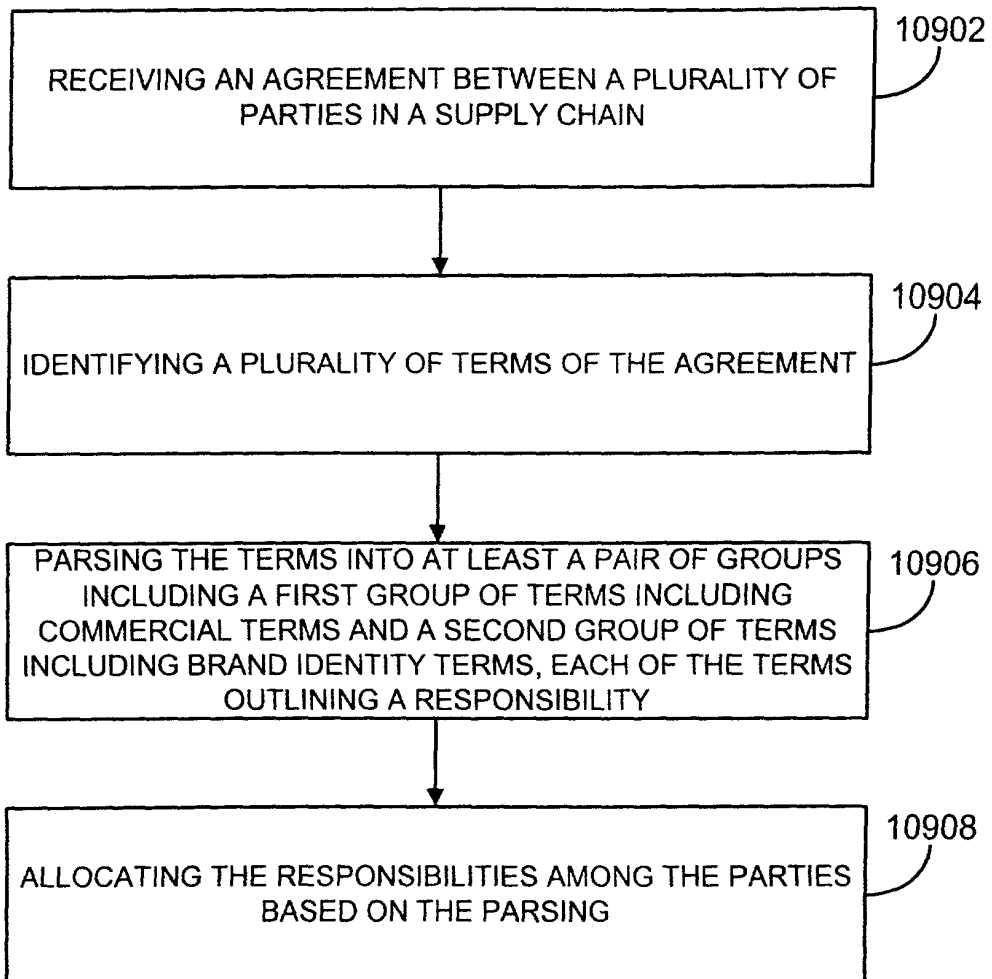 10902
RECEIVING AN AGREEMENT BETWEEN A PLURALITY OF
PARTIES IN A SUPPLY CHAIN
10904
IDENTIFYING A PLURALITY OF TERMS OF THE AGREEMENT
10906
PARSING THE TERMS INTO AT LEAST A PAIR OF GROUPS
INCLUDING A FIRST GROUP OF TERMS INCLUDING
COMMERCIAL TERMS AND A SECOND GROUP OF TERMS
INCLUDING BRAND IDENTITY TERMS, EACH OF THE TERMS
OUTLINING A RESPONSIBILITY
10908
ALLOCATING THE RESPONSIBILITIES AMONG THE PARTIES
BASED ON THE PARSING